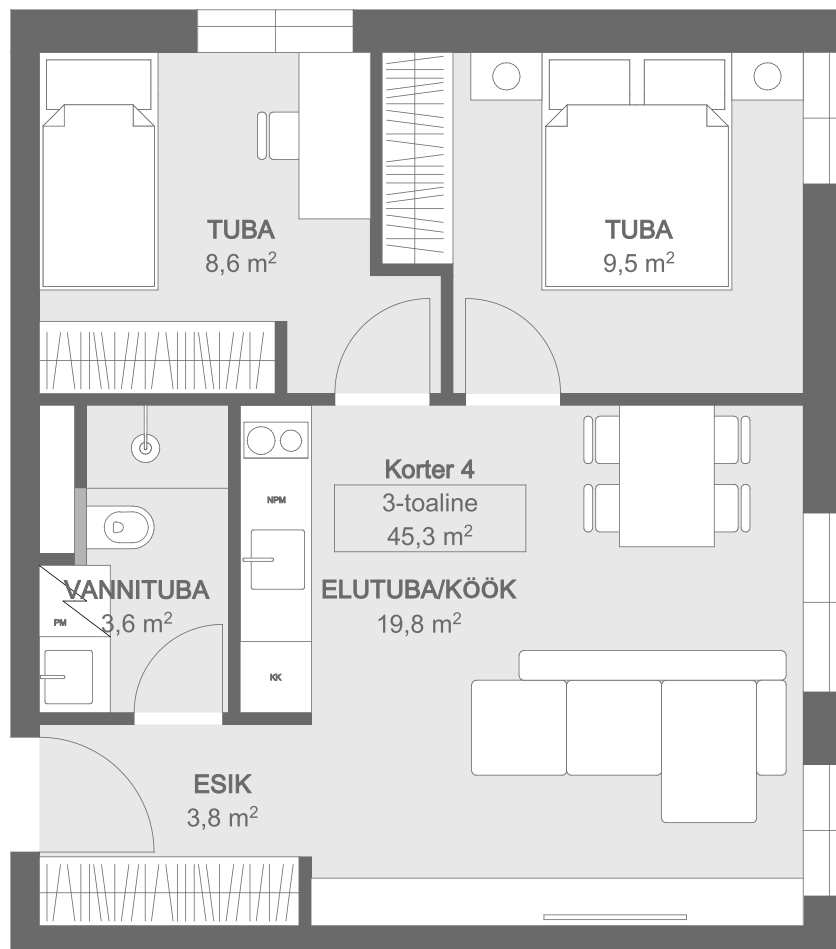 TUBA
8,6 m²
TUBA
9,5 m²
Korter 4
3-toaline
45,3 m²
NPM
VANNITUBA
3,6 m²
PM
ELUTUBA/KÖÖK
19,8 m²
KK
ESIK
3,8 m²